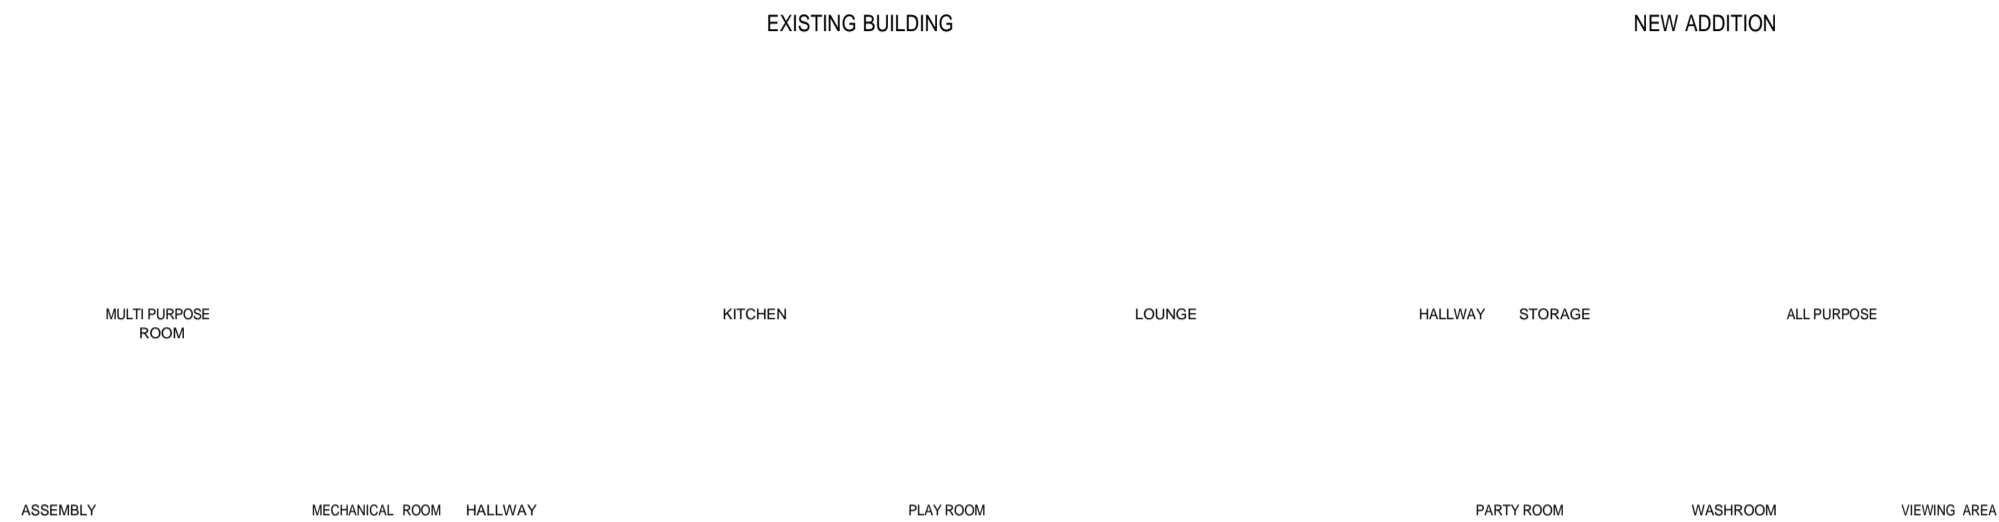 EXISTING BUILDING
NEW ADDITION
MULTI PURPOSE
ROOM
KITCHEN
LOUNGE
HALLWAY
STORAGE
ALL PURPOSE
ASSEMBLY
MECHANICAL ROOM
HALLWAY
PLAY ROOM
PARTY ROOM
WASHROOM
VIEWING AREA